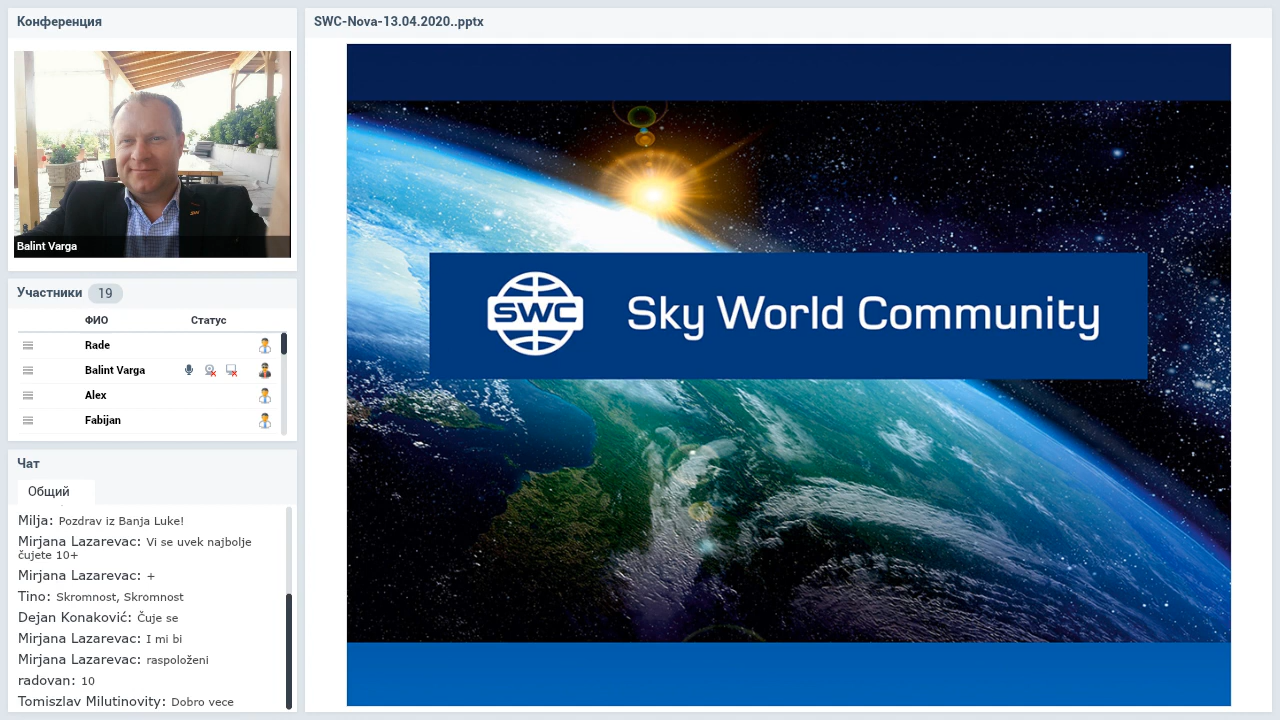 Конференция
Balint Varga
Участники 19
ФИО Статус
Rade
Balint Varga
Alex
Fabijan
Чат
Общий
Milja: Pozdrav iz Banja Luke!
Mirjana Lazarevac: Vi se uvek najbolje
čujete 10+
Mirjana Lazarevac: +
Tino: Skromnost, Skromnost
Dejan Konaković: Čuje se
Mirjana Lazarevac: I mi bi
Mirjana Lazarevac: raspoloženi
radovan: 10
Tomiszlav Milutinovity: Dobro vece
SWC-Nova-13.04.2020..pptx
SWC Sky World Community